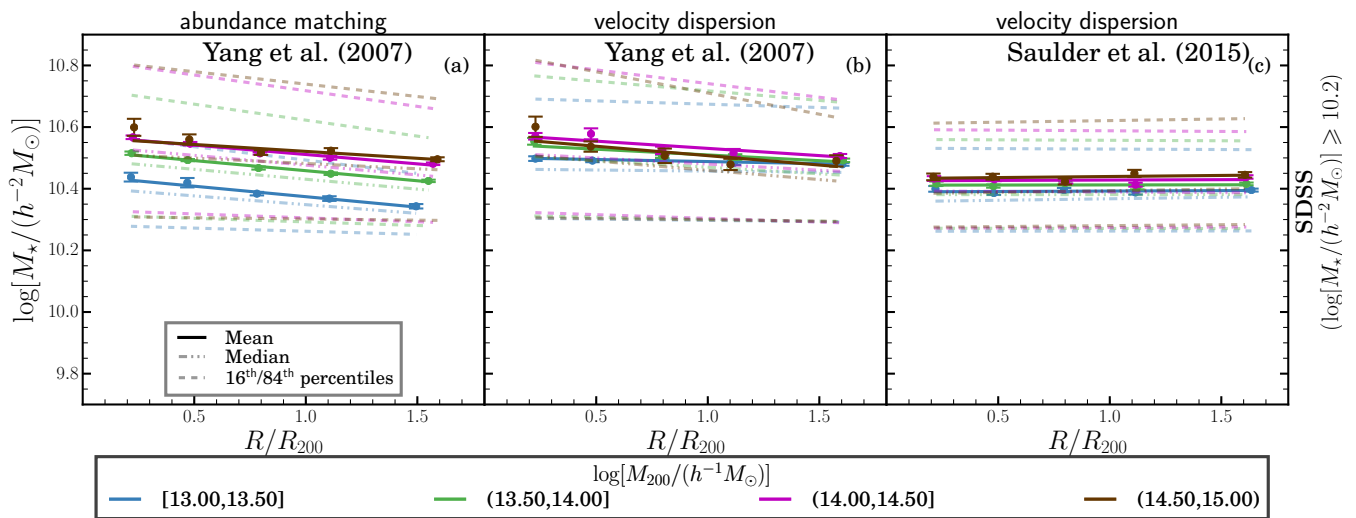 abundance matching
velocity dispersion
velocity dispersion
Yang et al. (2007)
(a)
Yang et al. (2007)
(b)
Saulder et al. (2015)
(c)
log[M⋆/(h⁻²M⊙)]
10.8
10.6
10.4
10.2
10.0
9.8
Mean
Median
16ᵗʰ/84ᵗʰ percentiles
SDSS
(log[M⋆/(h⁻²M⊙)] ⩾ 10.2)
0.5 1.0 1.5
0.5 1.0 1.5
0.5 1.0 1.5
R/R₂₀₀
R/R₂₀₀
R/R₂₀₀
log[M₂₀₀/(h⁻¹M⊙)]
[13.00,13.50] (13.50,14.00] (14.00,14.50] (14.50,15.00)